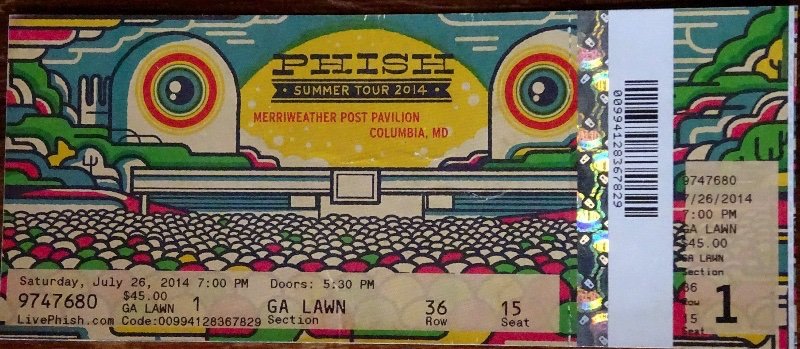 PHISH
• SUMMER TOUR 2014 •
MERRIWEATHER POST PAVILION
COLUMBIA, MD
Saturday, July 26, 2014 7:00 PM Doors: 5:30 PM
9747680 $45.00 GA LAWN 1 GA LAWN 36 15
LivePhish.com Code:00994128367829 Section Row Seat
00994128367829
9747680
7/26/2014
7:00 PM
GA LAWN
$45.00
GA LAWN
Section
36
Row
15
Seat
1